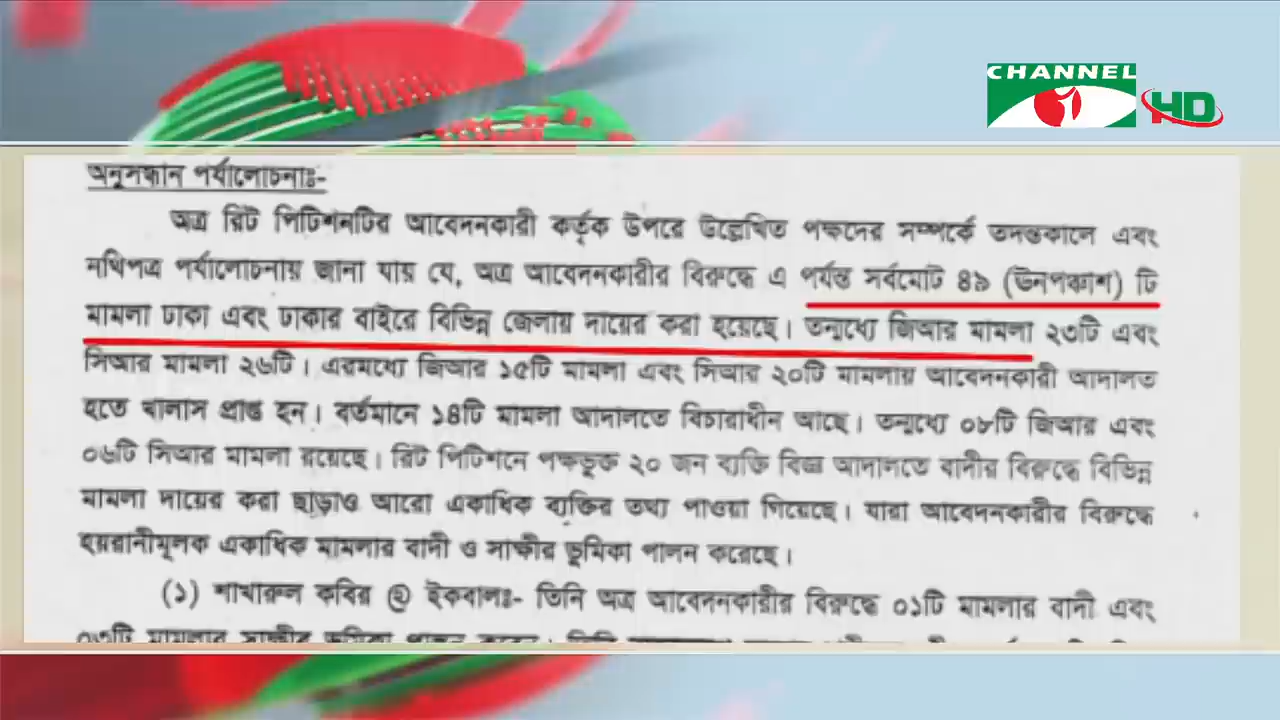 CHANNEL i HD
অনুসন্ধান পর্যালোচনাঃ-
অত্র রিট পিটিশনটির আবেদনকারী কর্তৃক উপরে উল্লেখিত পক্ষদের সম্পর্কে তদন্তকালে এবং
নথিপত্র পর্যালোচনায় জানা যায় যে, অত্র আবেদনকারীর বিরুদ্ধে এ পর্যন্ত সর্বমোট ৪৯ (ঊনপঞ্চাশ) টি
মামলা ঢাকা এবং ঢাকার বাইরে বিভিন্ন জেলায় দায়ের করা হয়েছে। তন্মধ্যে জিআর মামলা ২৩টি এবং
সিআর মামলা ২৬টি। এরমধ্যে জিআর ১৫টি মামলা এবং সিআর ২০টি মামলায় আবেদনকারী আদালত
হতে খালাস প্রাপ্ত হন। বর্তমানে ১৪টি মামলা আদালতে বিচারাধীন আছে। তন্মধ্যে ০৮টি জিআর এবং
০৬টি সিআর মামলা রয়েছে। রিট পিটিশনে পক্ষভূক্ত ২০ জন ব্যক্তি বিজ্ঞ আদালতে বাদীর বিরুদ্ধে বিভিন্ন
মামলা দায়ের করা ছাড়াও আরো একাধিক ব্যক্তির তথ্য পাওয়া গিয়েছে। যারা আবেদনকারীর বিরুদ্ধে
হয়রানীমূলক একাধিক মামলার বাদী ও সাক্ষীর ভূমিকা পালন করেছে।
(১) শাখারুল কবির @ ইকবালঃ- তিনি অত্র আবেদনকারীর বিরুদ্ধে ০১টি মামলার বাদী এবং
০৩টি মামলার সাক্ষীর ভূমিকা পালন করেন। তিনি